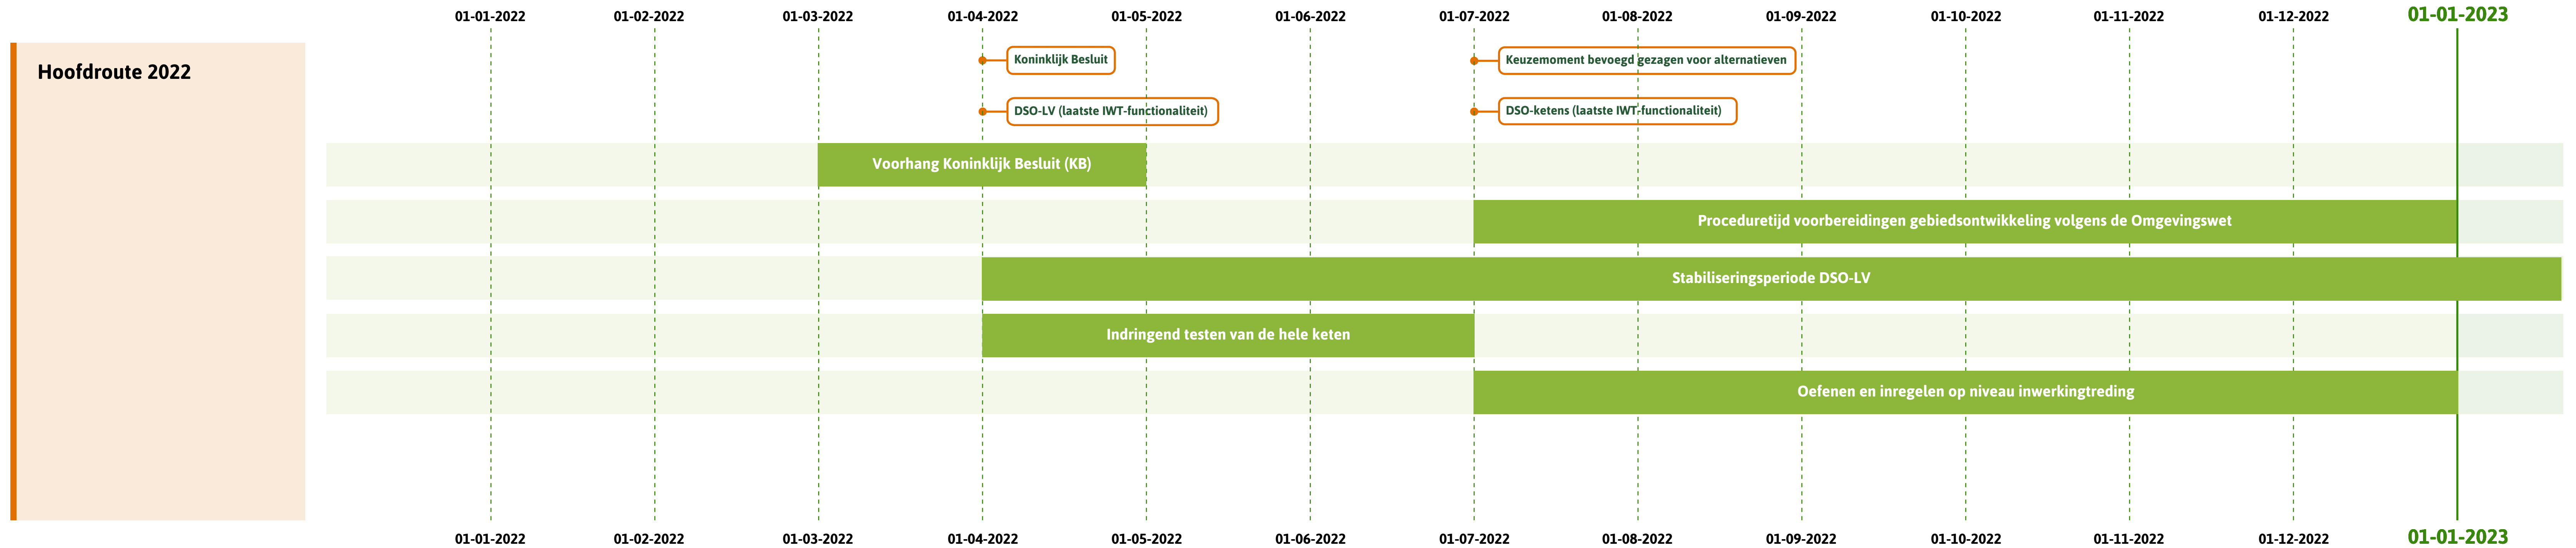 01-01-2022 01-02-2022 01-03-2022 01-04-2022 01-05-2022 01-06-2022 01-07-2022 01-08-2022 01-09-2022 01-10-2022 01-11-2022 01-12-2022 01-01-2023
Hoofdroute 2022
Koninklijk Besluit
Keuzemoment bevoegd gezagen voor alternatieven
DSO-LV (laatste IWT-functionaliteit)
DSO-ketens (laatste IWT-functionaliteit)
Voorhang Koninklijk Besluit (KB)
Proceduretijd voorbereidingen gebiedsontwikkeling volgens de Omgevingswet
Stabiliseringsperiode DSO-LV
Indringend testen van de hele keten
Oefenen en inregelen op niveau inwerkingtreding
01-01-2022 01-02-2022 01-03-2022 01-04-2022 01-05-2022 01-06-2022 01-07-2022 01-08-2022 01-09-2022 01-10-2022 01-11-2022 01-12-2022 01-01-2023